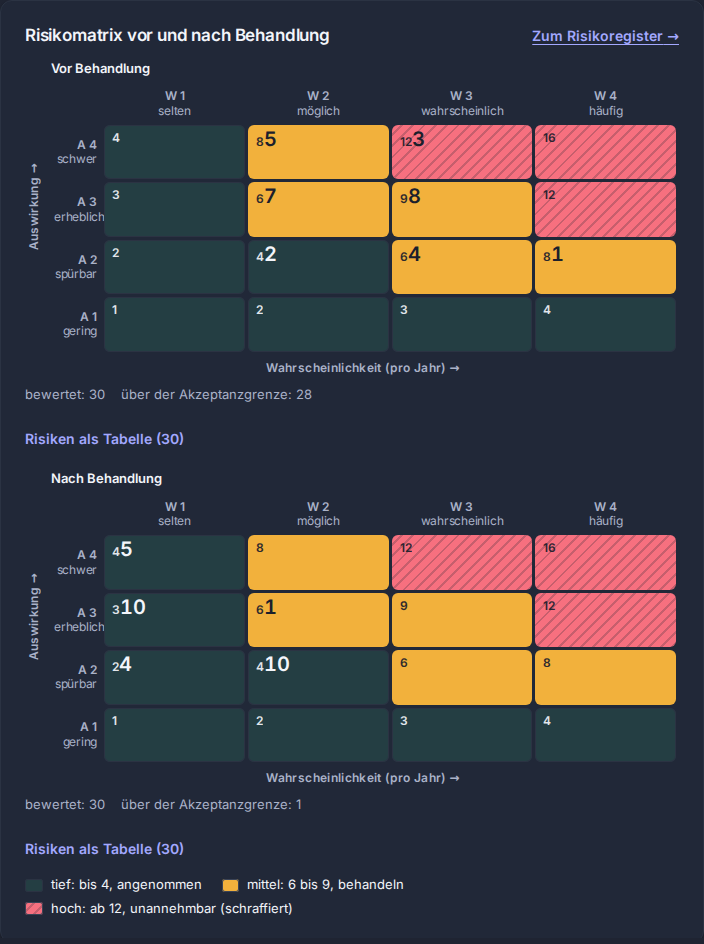 Risikomatrix vor und nach Behandlung Zum Risikoregister →
Vor Behandlung
W 1 W 2 W 3 W 4
selten möglich wahrscheinlich häufig
A 4 4 8 5 12 3 16
schwer
A 3 3 6 7 9 8 12
erheblich
A 2 2 4 2 6 4 8 1
spürbar
A 1 1 2 3 4
gering
Auswirkung →
Wahrscheinlichkeit (pro Jahr) →
bewertet: 30 über der Akzeptanzgrenze: 28
Risiken als Tabelle (30)
Nach Behandlung
W 1 W 2 W 3 W 4
selten möglich wahrscheinlich häufig
A 4 4 5 8 12 16
schwer
A 3 3 10 6 1 9 12
erheblich
A 2 2 4 4 10 6 8
spürbar
A 1 1 2 3 4
gering
Auswirkung →
Wahrscheinlichkeit (pro Jahr) →
bewertet: 30 über der Akzeptanzgrenze: 1
Risiken als Tabelle (30)
tief: bis 4, angenommen mittel: 6 bis 9, behandeln
hoch: ab 12, unannehmbar (schraffiert)